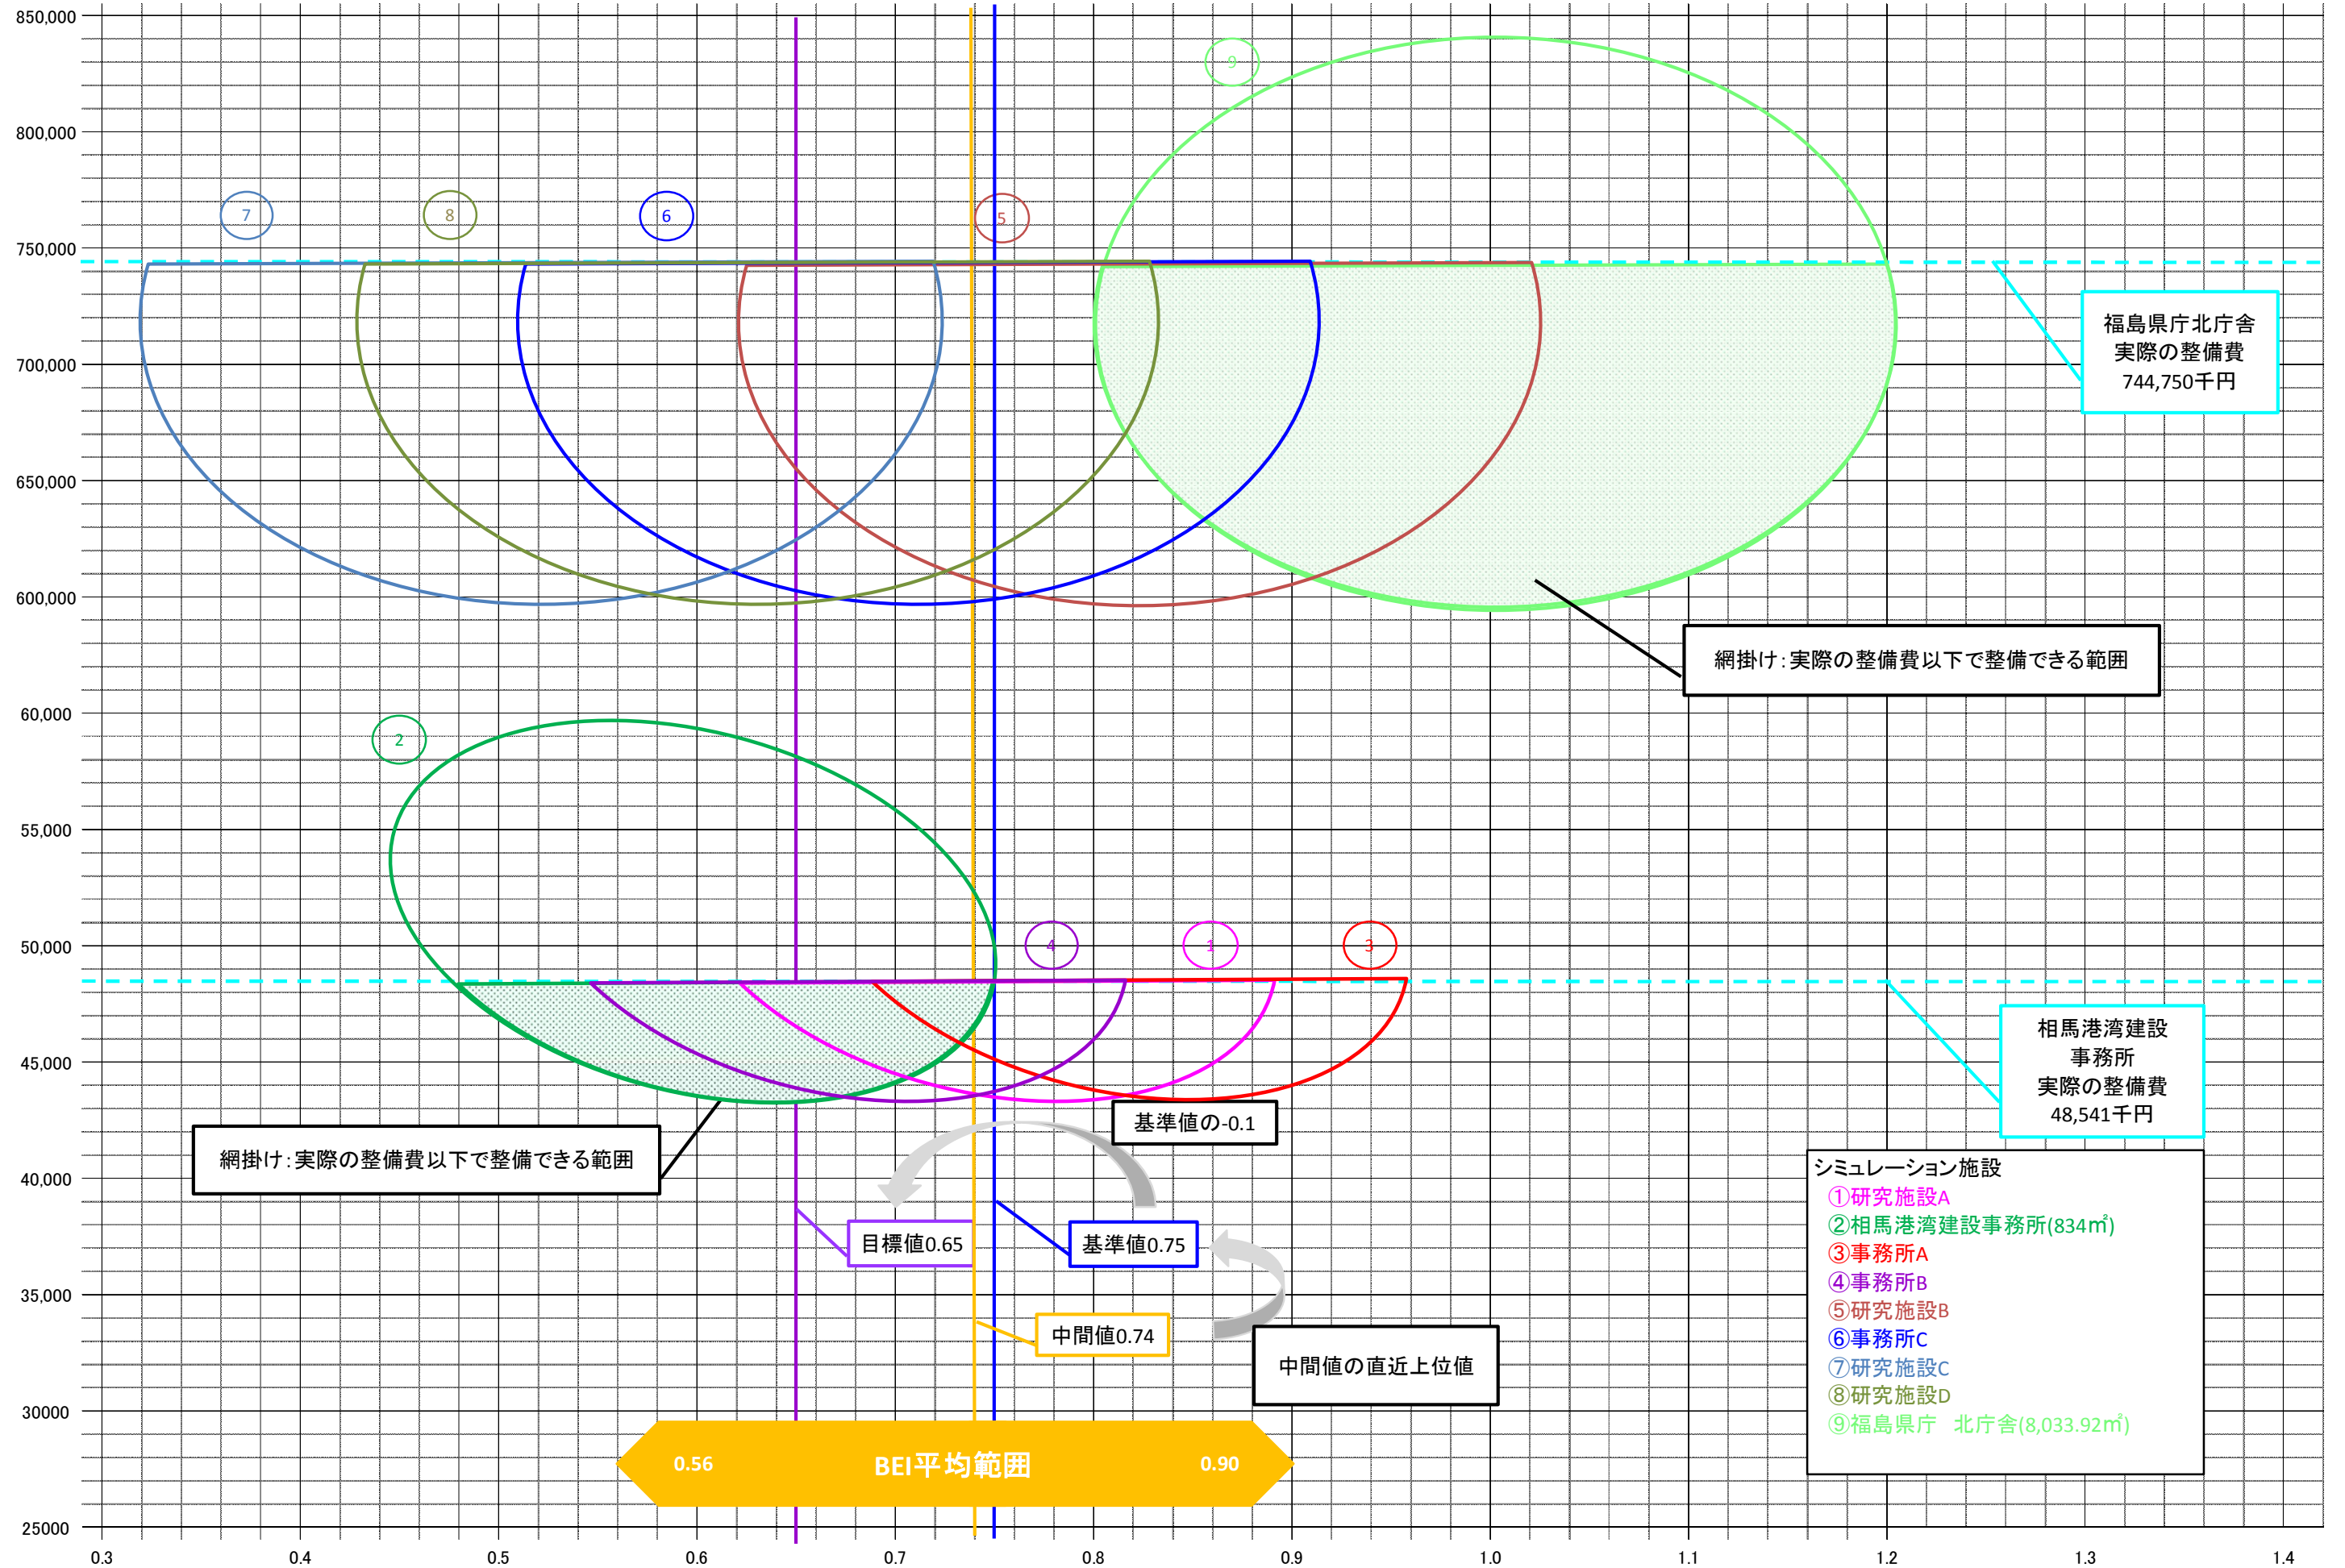 850,000
9
800,000
7
8
6
5
750,000
福島県庁北庁舎
実際の整備費
744,750千円
700,000
650,000
網掛け:実際の整備費以下で整備できる範囲
600,000
60,000
2
55,000
50,000
4
1
3
相馬港湾建設
事務所
実際の整備費
48,541千円
45,000
基準値の-0.1
網掛け:実際の整備費以下で整備できる範囲
40,000
目標値0.65
基準値0.75
35,000
中間値0.74
中間値の直近上位値
シミュレーション施設
①研究施設A
②相馬港湾建設事務所(834㎡)
③事務所A
④事務所B
⑤研究施設B
⑥事務所C
⑦研究施設C
⑧研究施設D
⑨福島県庁　北庁舎(8,033.92㎡)
30000
0.56 BEI平均範囲 0.90
25000
0.3 0.4 0.5 0.6 0.7 0.8 0.9 1.0 1.1 1.2 1.3 1.4